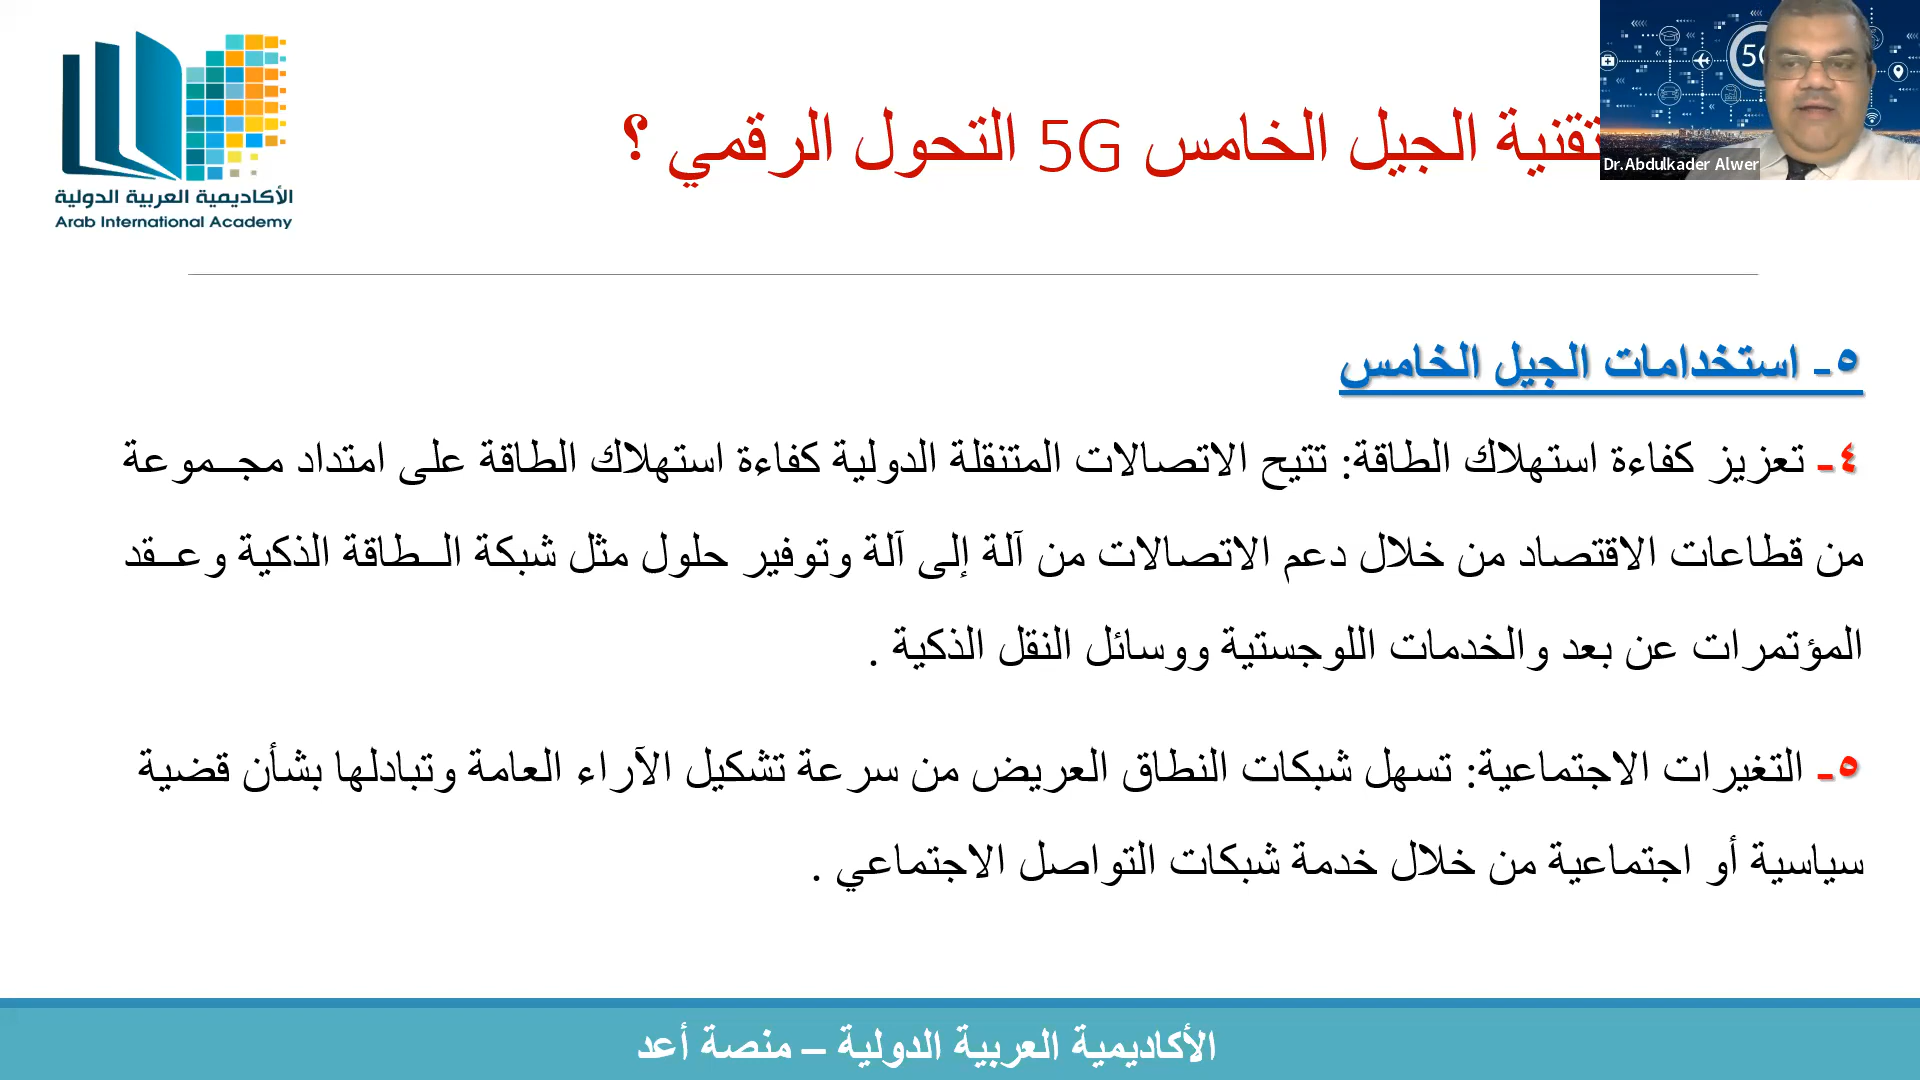 الأكاديمية العربية الدولية
Arab International Academy
تقنية الجيل الخامس 5G التحول الرقمي ؟
Dr.Abdulkader Alwer
٥- استخدامات الجيل الخامس
٤- تعزيز كفاءة استهلاك الطاقة: تتيح الاتصالات المتنقلة الدولية كفاءة استهلاك الطاقة على امتداد مجـــموعة
من قطاعات الاقتصاد من خلال دعم الاتصالات من آلة إلى آلة وتوفير حلول مثل شبكة الــطاقة الذكية وعــقد
المؤتمرات عن بعد والخدمات اللوجستية ووسائل النقل الذكية .
٥- التغيرات الاجتماعية: تسهل شبكات النطاق العريض من سرعة تشكيل الآراء العامة وتبادلها بشأن قضية
سياسية أو اجتماعية من خلال خدمة شبكات التواصل الاجتماعي .
الأكاديمية العربية الدولية – منصة أعد